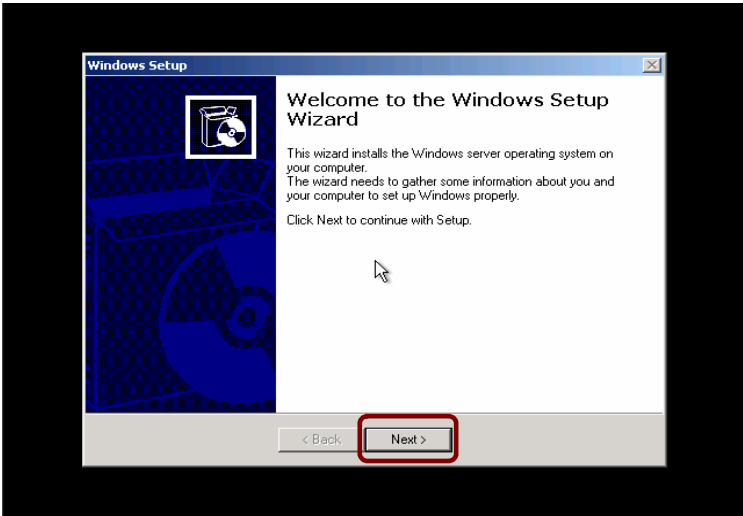 Windows Setup
Welcome to the Windows Setup
Wizard
This wizard installs the Windows server operating system on
your computer.
The wizard needs to gather some information about you and
your computer to set up Windows properly.
Click Next to continue with Setup.
< Back
Next >